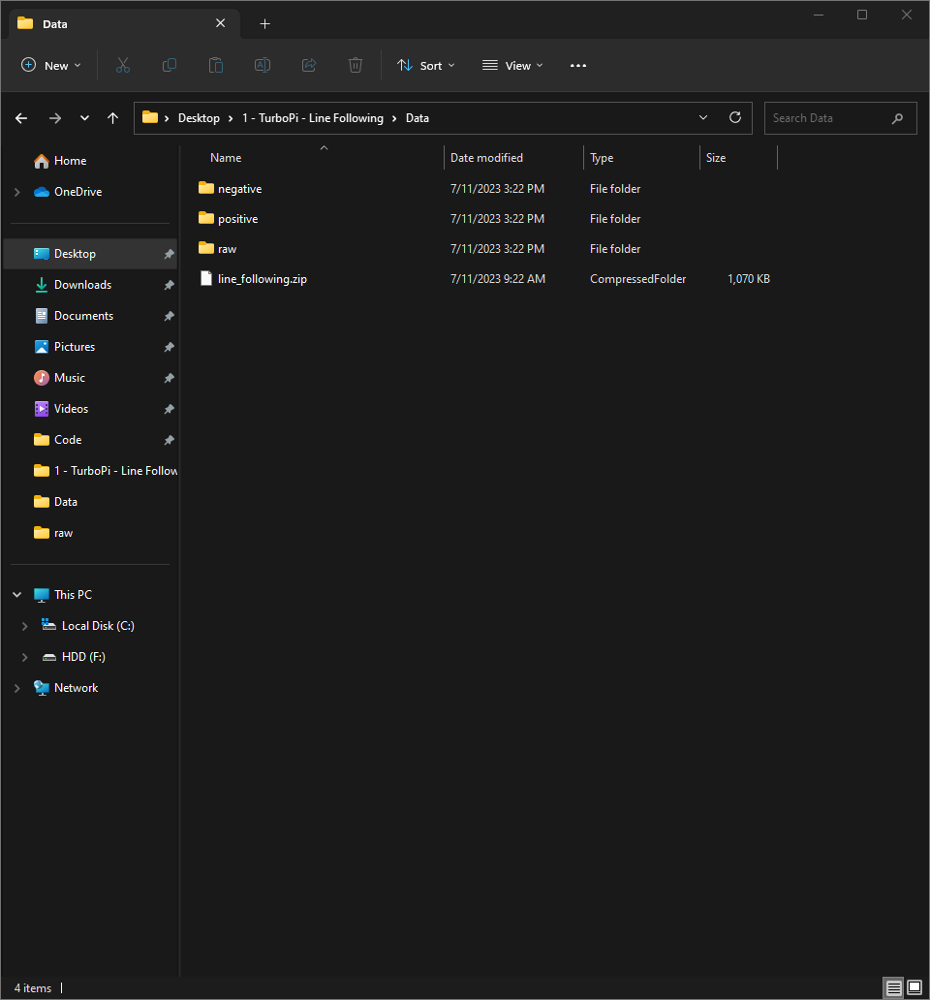 Data
New
Sort
View
Desktop
1 - TurboPi - Line Following
Data
Search Data
Home
OneDrive
Desktop
Downloads
Documents
Pictures
Music
Videos
Code
1 - TurboPi - Line Follow
Data
raw
This PC
Local Disk (C:)
HDD (F:)
Network
Name Date modified Type Size
negative 7/11/2023 3:22 PM File folder
positive 7/11/2023 3:22 PM File folder
raw 7/11/2023 3:22 PM File folder
line_following.zip 7/11/2023 9:22 AM CompressedFolder 1,070 KB
4 items